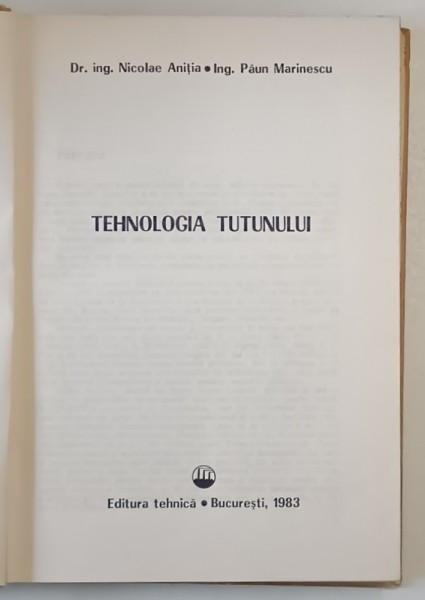 Dr. ing. Nicolae Aniția • Ing. Păun Marinescu
TEHNOLOGIA TUTUNULUI
Editura tehnică • București, 1983